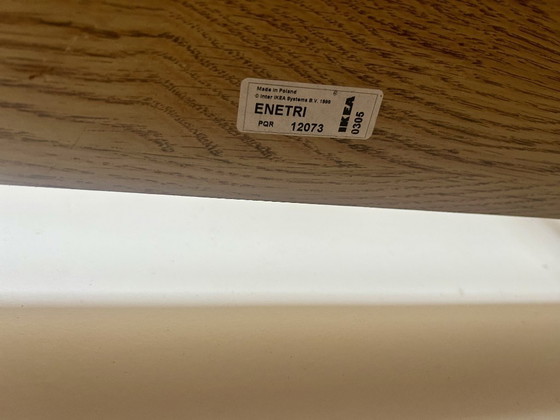 Made in Poland
© Inter IKEA Systems B.V. 1999
ENETRI
PQR 12073
IKEA
0305